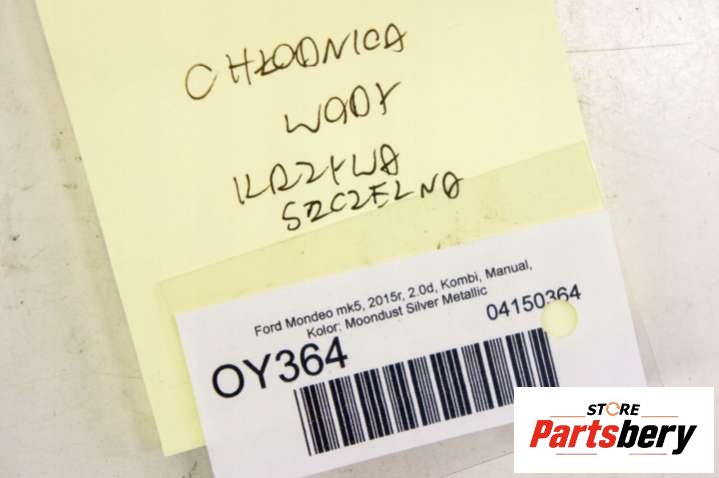 CHŁODNICA
WODY
KRZYWA
SZCZELNA
Ford Mondeo mk5, 2015r, 2.0d, Kombi, Manual,
Kolor: Moondust Silver Metallic
04150364
OY364
STORE
Partsbery